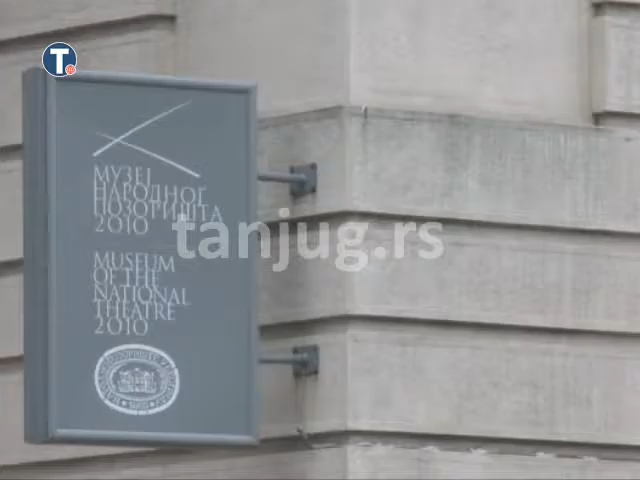 T
МУЗЕЈ
НАРОДНОГ
ПОЗОРИШТА
2010
MUSEUM
OF THE
NATIONAL
THEATRE
2010
tanjug.rs